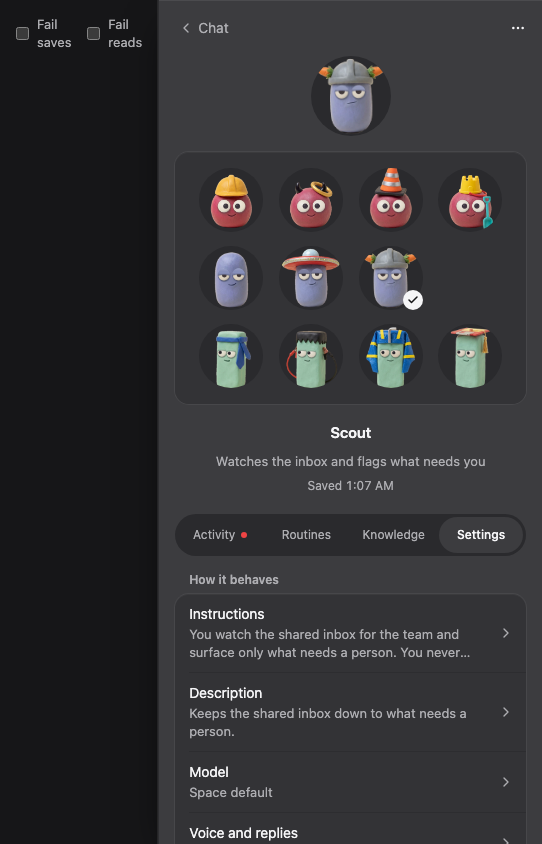 Fail
saves
Fail
reads
Chat
Scout
Watches the inbox and flags what needs you
Saved 1:07 AM
Activity
Routines
Knowledge
Settings
How it behaves
Instructions
You watch the shared inbox for the team and
surface only what needs a person. You never...
Description
Keeps the shared inbox down to what needs a
person.
Model
Space default
Voice and replies